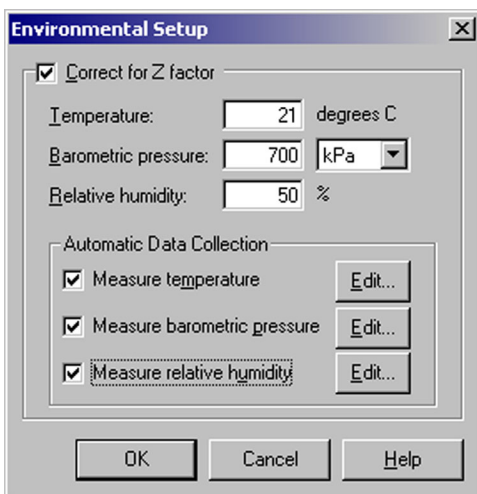 Environmental Setup
Correct for Z factor
Temperature: 21 degrees C
Barometric pressure: 700 kPa
Relative humidity: 50 %
Automatic Data Collection
Measure temperature Edit...
Measure barometric pressure Edit...
Measure relative humidity Edit...
OK Cancel Help